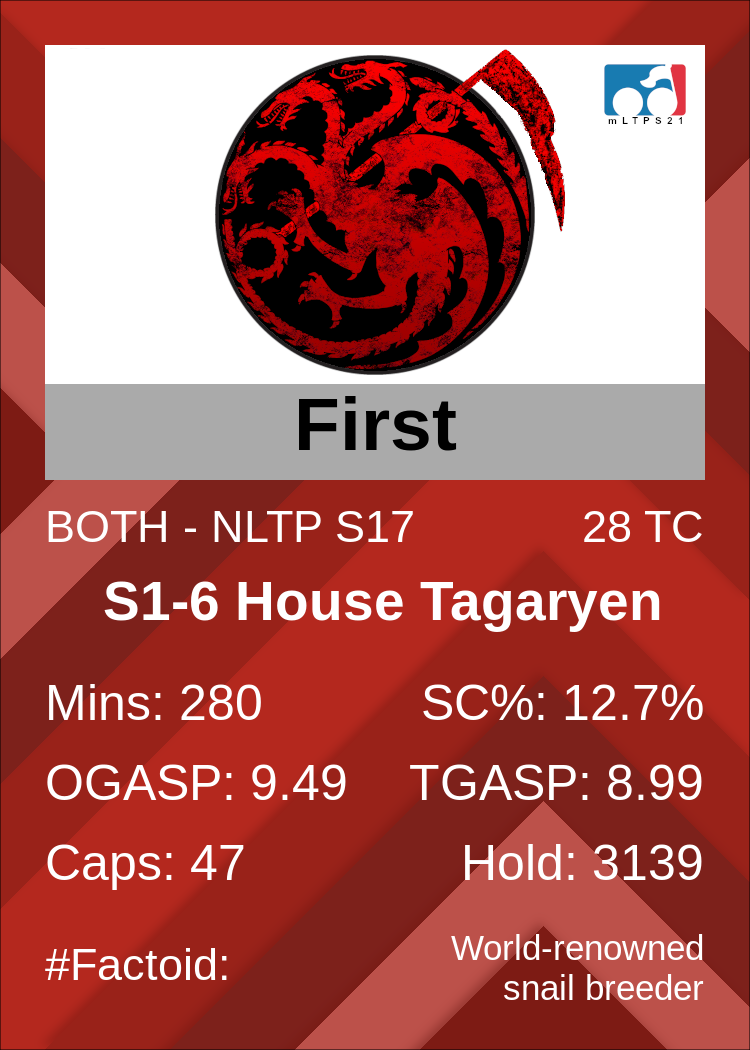 mLTPS21
First
BOTH - NLTP S17 28 TC
S1-6 House Tagaryen
Mins: 280 SC%: 12.7%
OGASP: 9.49 TGASP: 8.99
Caps: 47 Hold: 3139
#Factoid: World-renowned
snail breeder